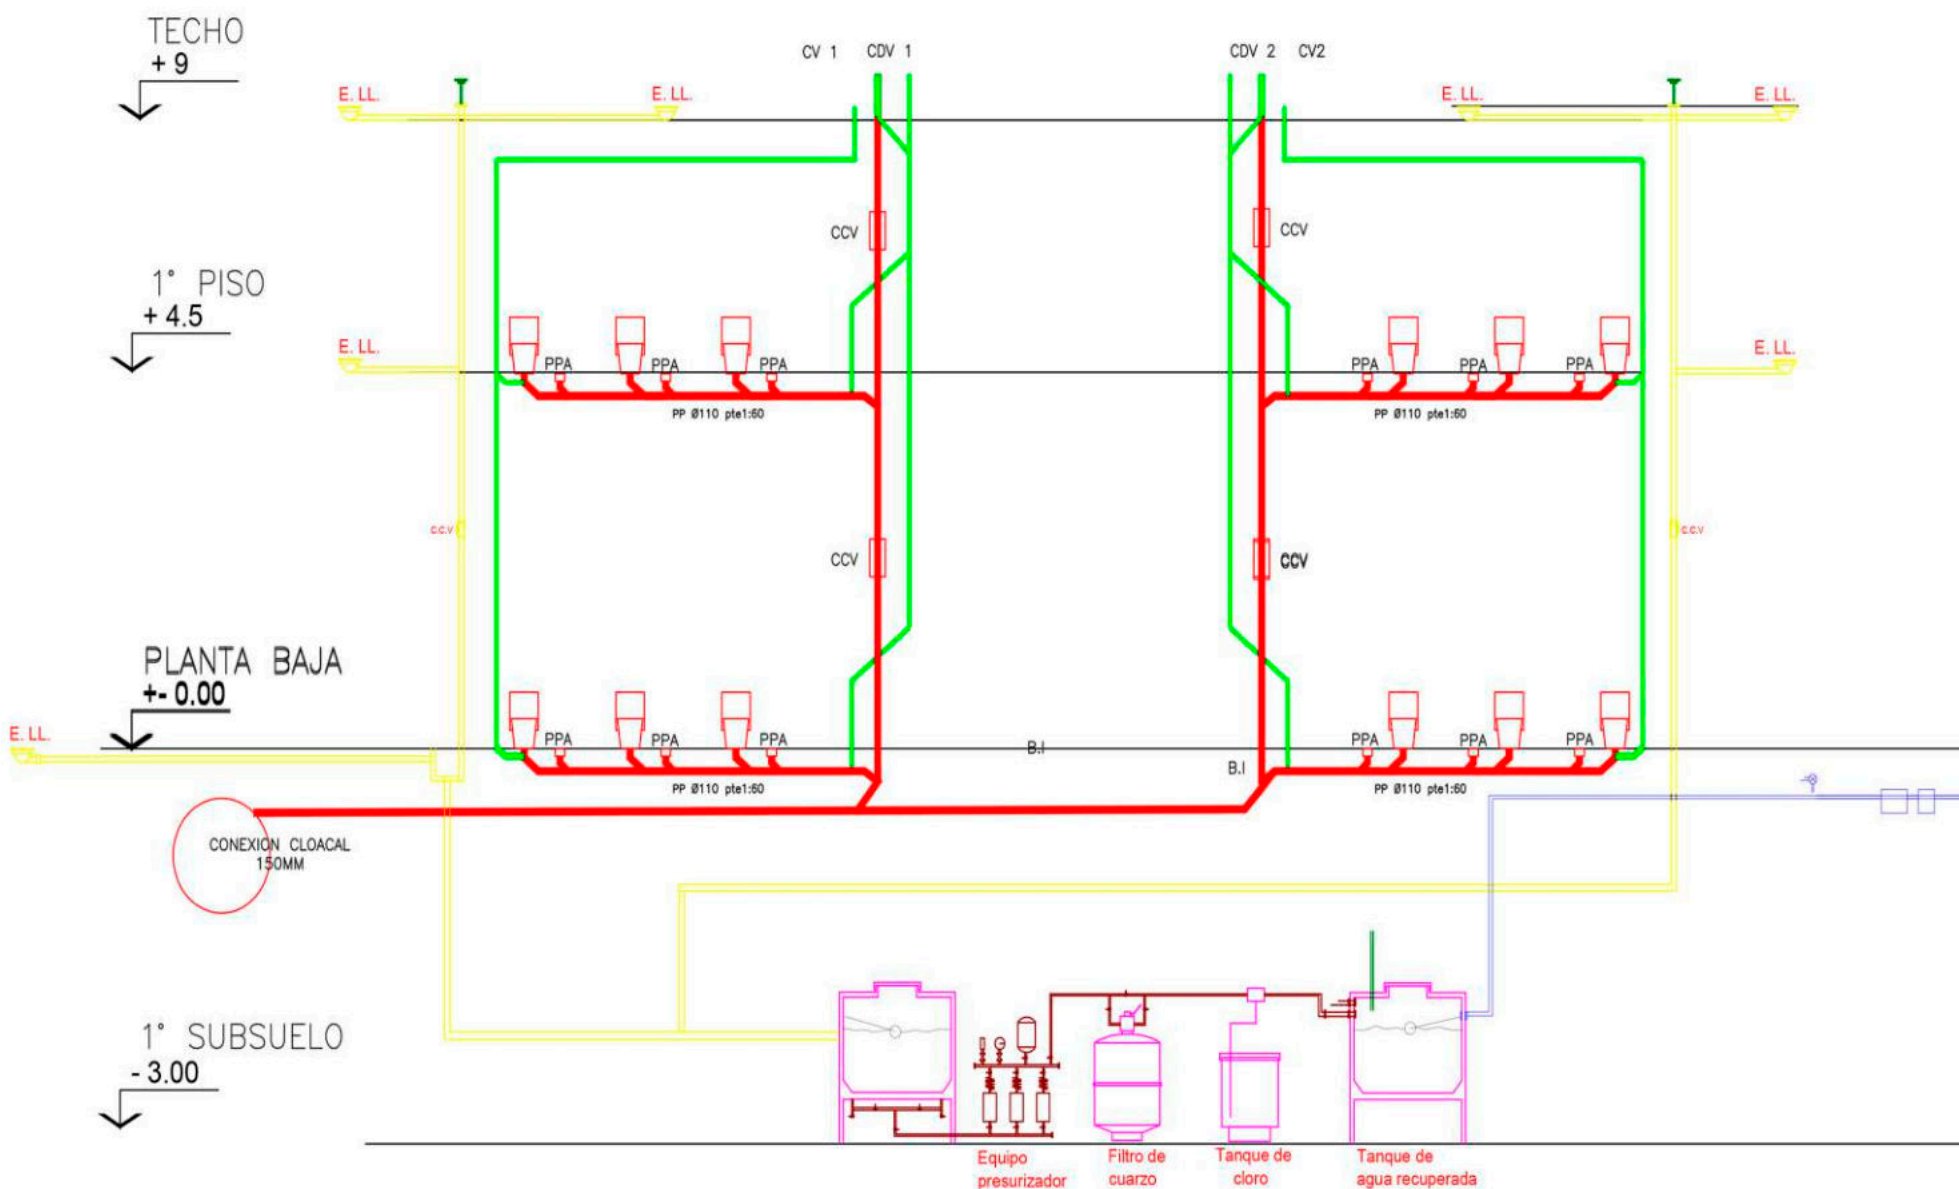 TECHO
+ 9
CV 1 CDV 1
CDV 2 CV2
E. LL.
E. LL.
E. LL.
E. LL.
CCV
CCV
1° PISO
+ 4.5
E. LL.
PPA
PPA
PPA
PPA
PPA
PPA
E. LL.
PP Ø110 pte1:60
PP Ø110 pte1:60
c.c.v
CCV
CCV
c.c.v
PLANTA BAJA
+- 0.00
E. LL.
PPA
PPA
PPA
B.I
B.I
PPA
PPA
PPA
PP Ø110 pte1:60
PP Ø110 pte1:60
CONEXION CLOACAL
150MM
1° SUBSUELO
- 3.00
Equipo
presurizador
Filtro de
cuarzo
Tanque de
cloro
Tanque de
agua recuperada